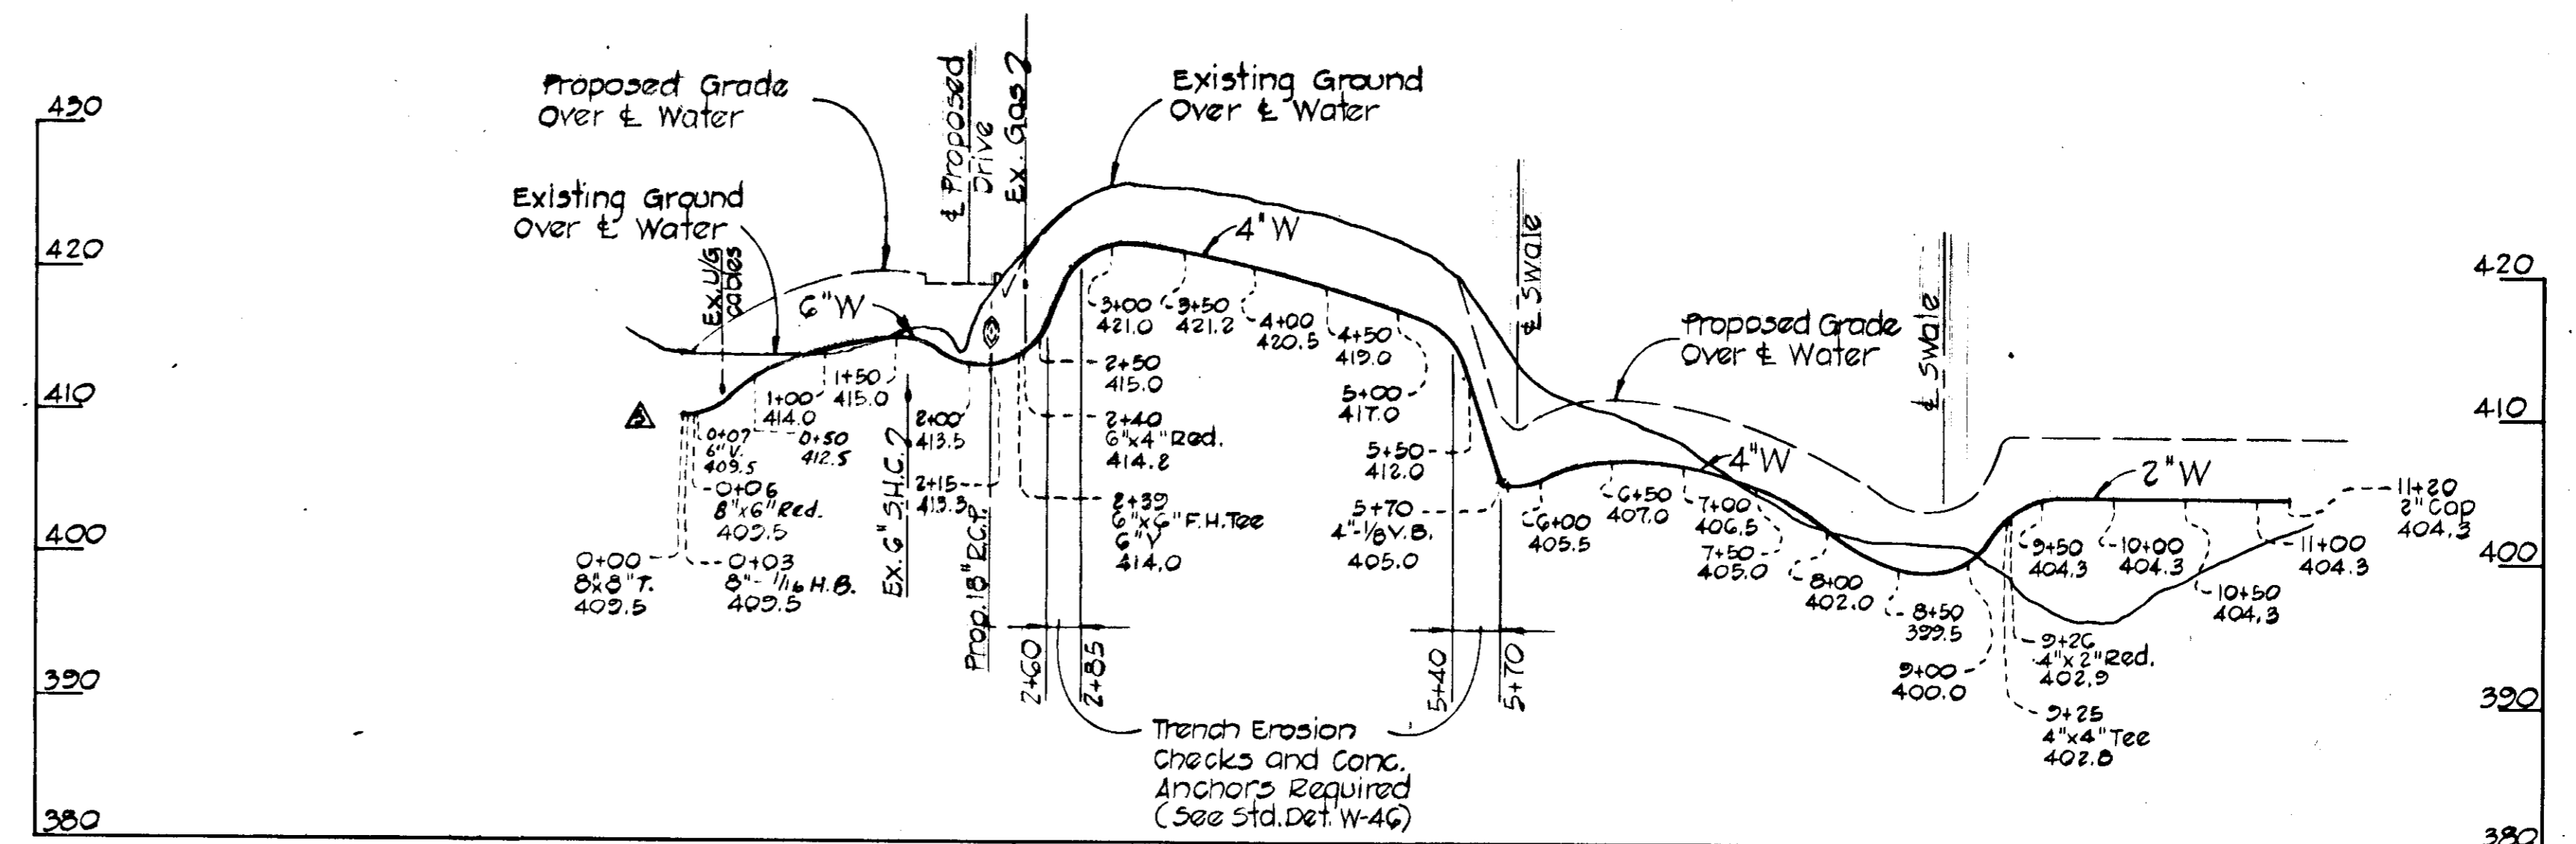 430
420
410
400
390
380
Proposed Grade
Over ℄ Water
Existing Ground
Over ℄ Water
Ex. U/G
cables
6"W
℄ Proposed
Drive
Ex. Gas?
Existing Ground
Over ℄ Water
4"W
℄ Swale
Proposed Grade
Over ℄ Water
4"W
℄ Swale
2"W
0+00
8"x8"T.
409.5
0+03
8"-1/16 H.B.
409.5
0+06
8"x6"Red.
409.5
0+07
6"V.
409.5
0+50
412.5
1+00
414.0
1+50
415.0
Ex. 6" S.H.C.?
2+00
413.5
2+15
413.3
Prop. 18" R.C.P.
2+39
6"x6"F.H.Tee
6"V
414.0
2+40
6"x4"Red.
414.2
2+50
415.0
2+60
2+85
3+00
421.0
3+50
421.2
4+00
420.5
4+50
419.0
5+00
417.0
5+50
412.0
5+70
4"-1/8 V.B.
405.0
5+40
5+70
Trench Erosion
Checks and Conc.
Anchors Required
(See Std. Det. W-46)
6+00
405.5
6+50
407.0
7+00
406.5
7+50
405.0
8+00
402.0
8+50
399.5
9+00
400.0
9+25
4"x4"Tee
402.8
9+26
4"x2"Red.
402.9
9+50
404.3
10+00
404.3
10+50
404.3
11+00
404.3
11+20
2"Cap
404.3
420
410
400
390
380